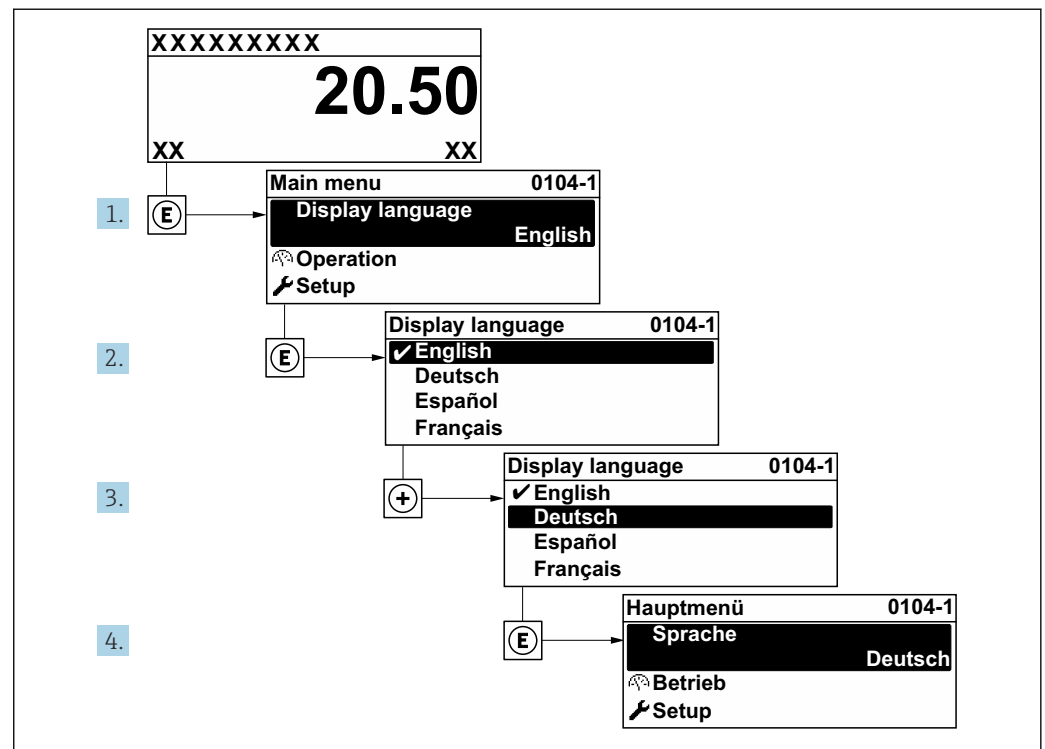 XXXXXXXXX
20.50
XX XX
1. E
Main menu 0104-1
Display language
English
Operation
Setup
2. E
Display language 0104-1
✔English
Deutsch
Español
Français
3. +
Display language 0104-1
✔English
Deutsch
Español
Français
4. E
Hauptmenü 0104-1
Sprache
Deutsch
Betrieb
Setup